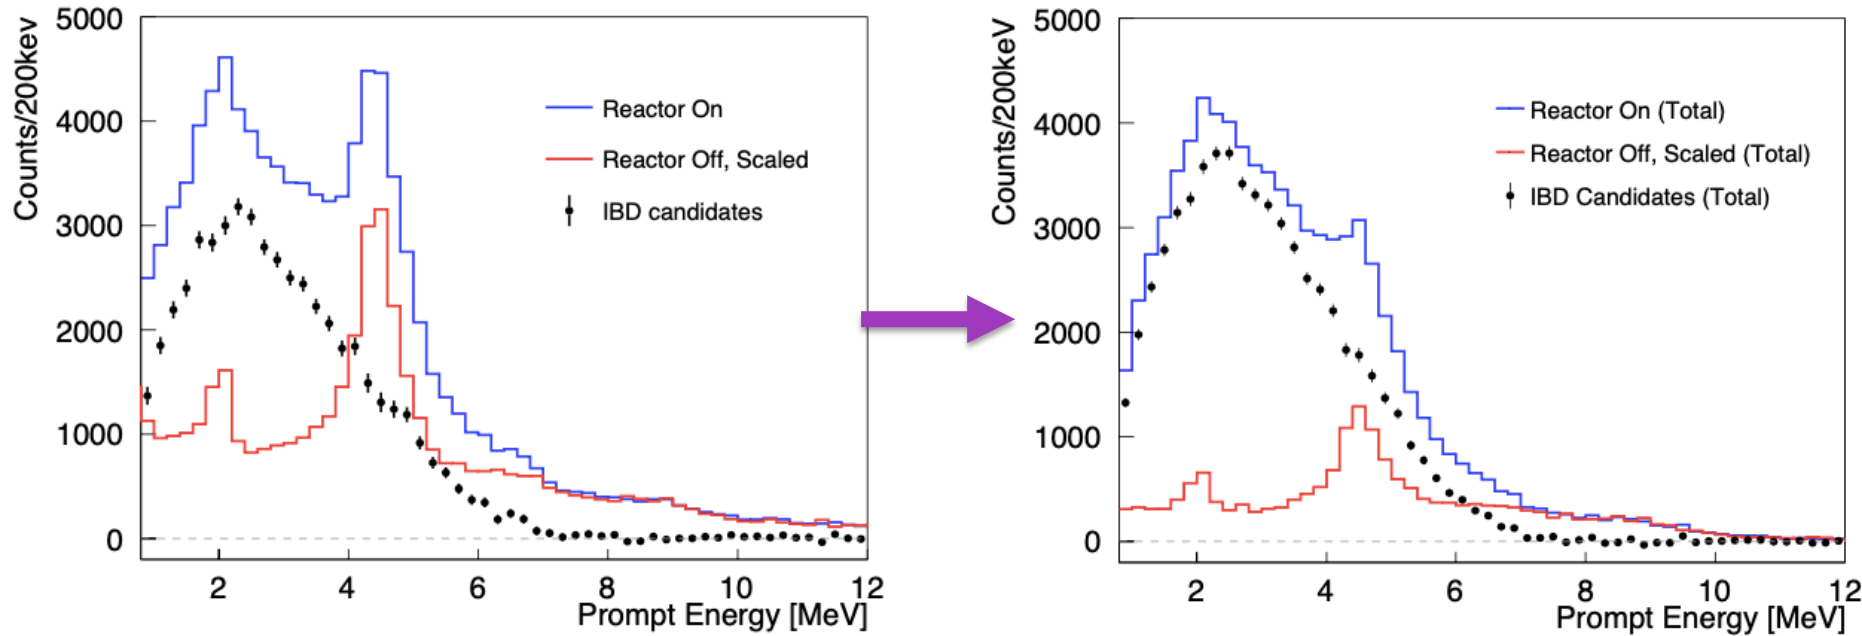 Counts/200kev
5000
4000
3000
2000
1000
0
Reactor On
Reactor Off, Scaled
IBD candidates
2 4 6 8 10 12
Prompt Energy [MeV]
Counts/200keV
5000
4000
3000
2000
1000
0
Reactor On (Total)
Reactor Off, Scaled (Total)
IBD Candidates (Total)
2 4 6 8 10 12
Prompt Energy [MeV]